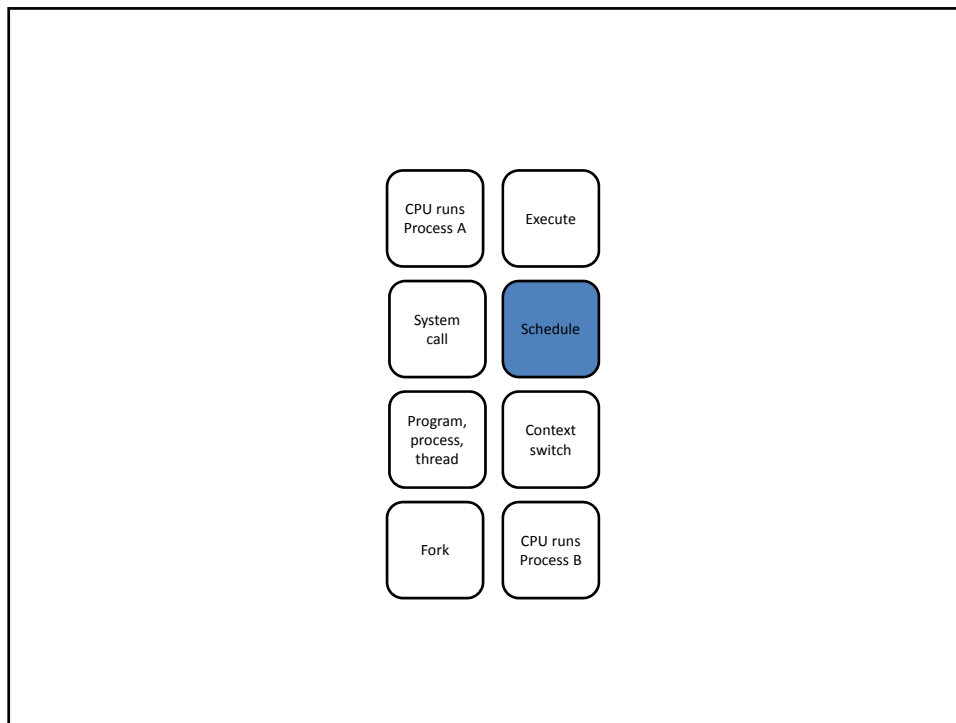 CPU runs
Process A
Execute
System
call
Schedule
Program,
process,
thread
Context
switch
Fork
CPU runs
Process B